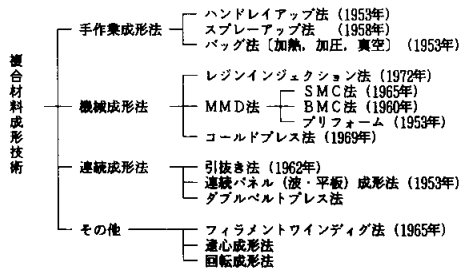 複合材料成形技術
手作業成形法
ハンドレイアップ法(1953年)
スプレーアップ法(1958年)
バッグ法〔加熱,加圧,真空〕(1953年)
機械成形法
レジンインジェクション法(1972年)
MMD法
SMC法(1965年)
BMC法(1960年)
プリフォーム(1953年)
コールドプレス法(1969年)
連続成形法
引抜き法(1962年)
連続パネル(波・平板)成形法(1953年)
ダブルベルトプレス法
その他
フィラメントワインディグ法(1965年)
遠心成形法
回転成形法